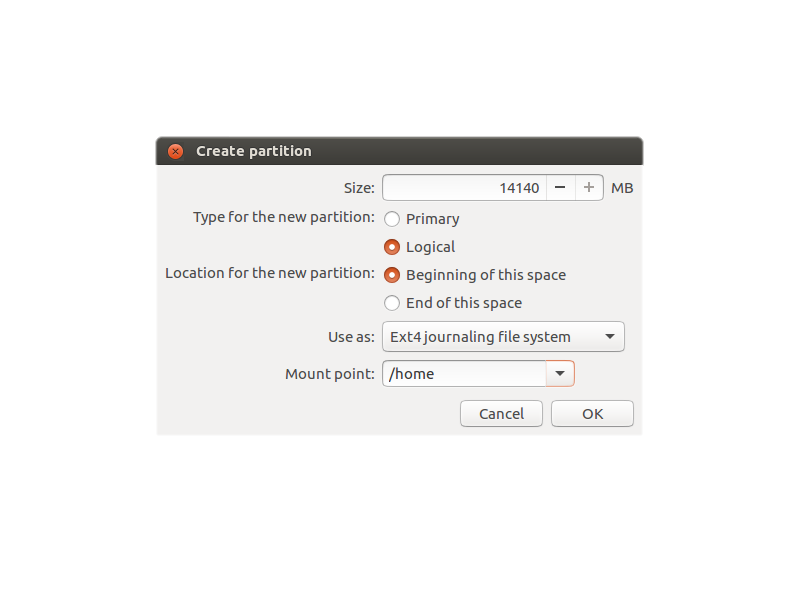 Create partition
Size: 14140 MB
Type for the new partition: Primary
Logical
Location for the new partition: Beginning of this space
End of this space
Use as: Ext4 journaling file system
Mount point: /home
Cancel OK